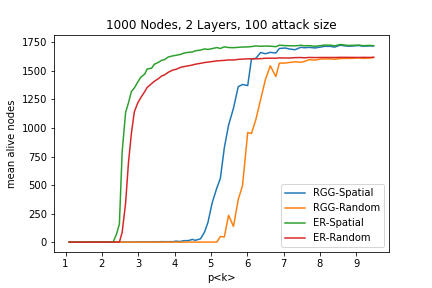 1000 Nodes, 2 Layers, 100 attack size
mean alive nodes
1750
1500
1250
1000
750
500
250
0
1 2 3 4 5 6 7 8 9
p<k>
RGG-Spatial
RGG-Random
ER-Spatial
ER-Random